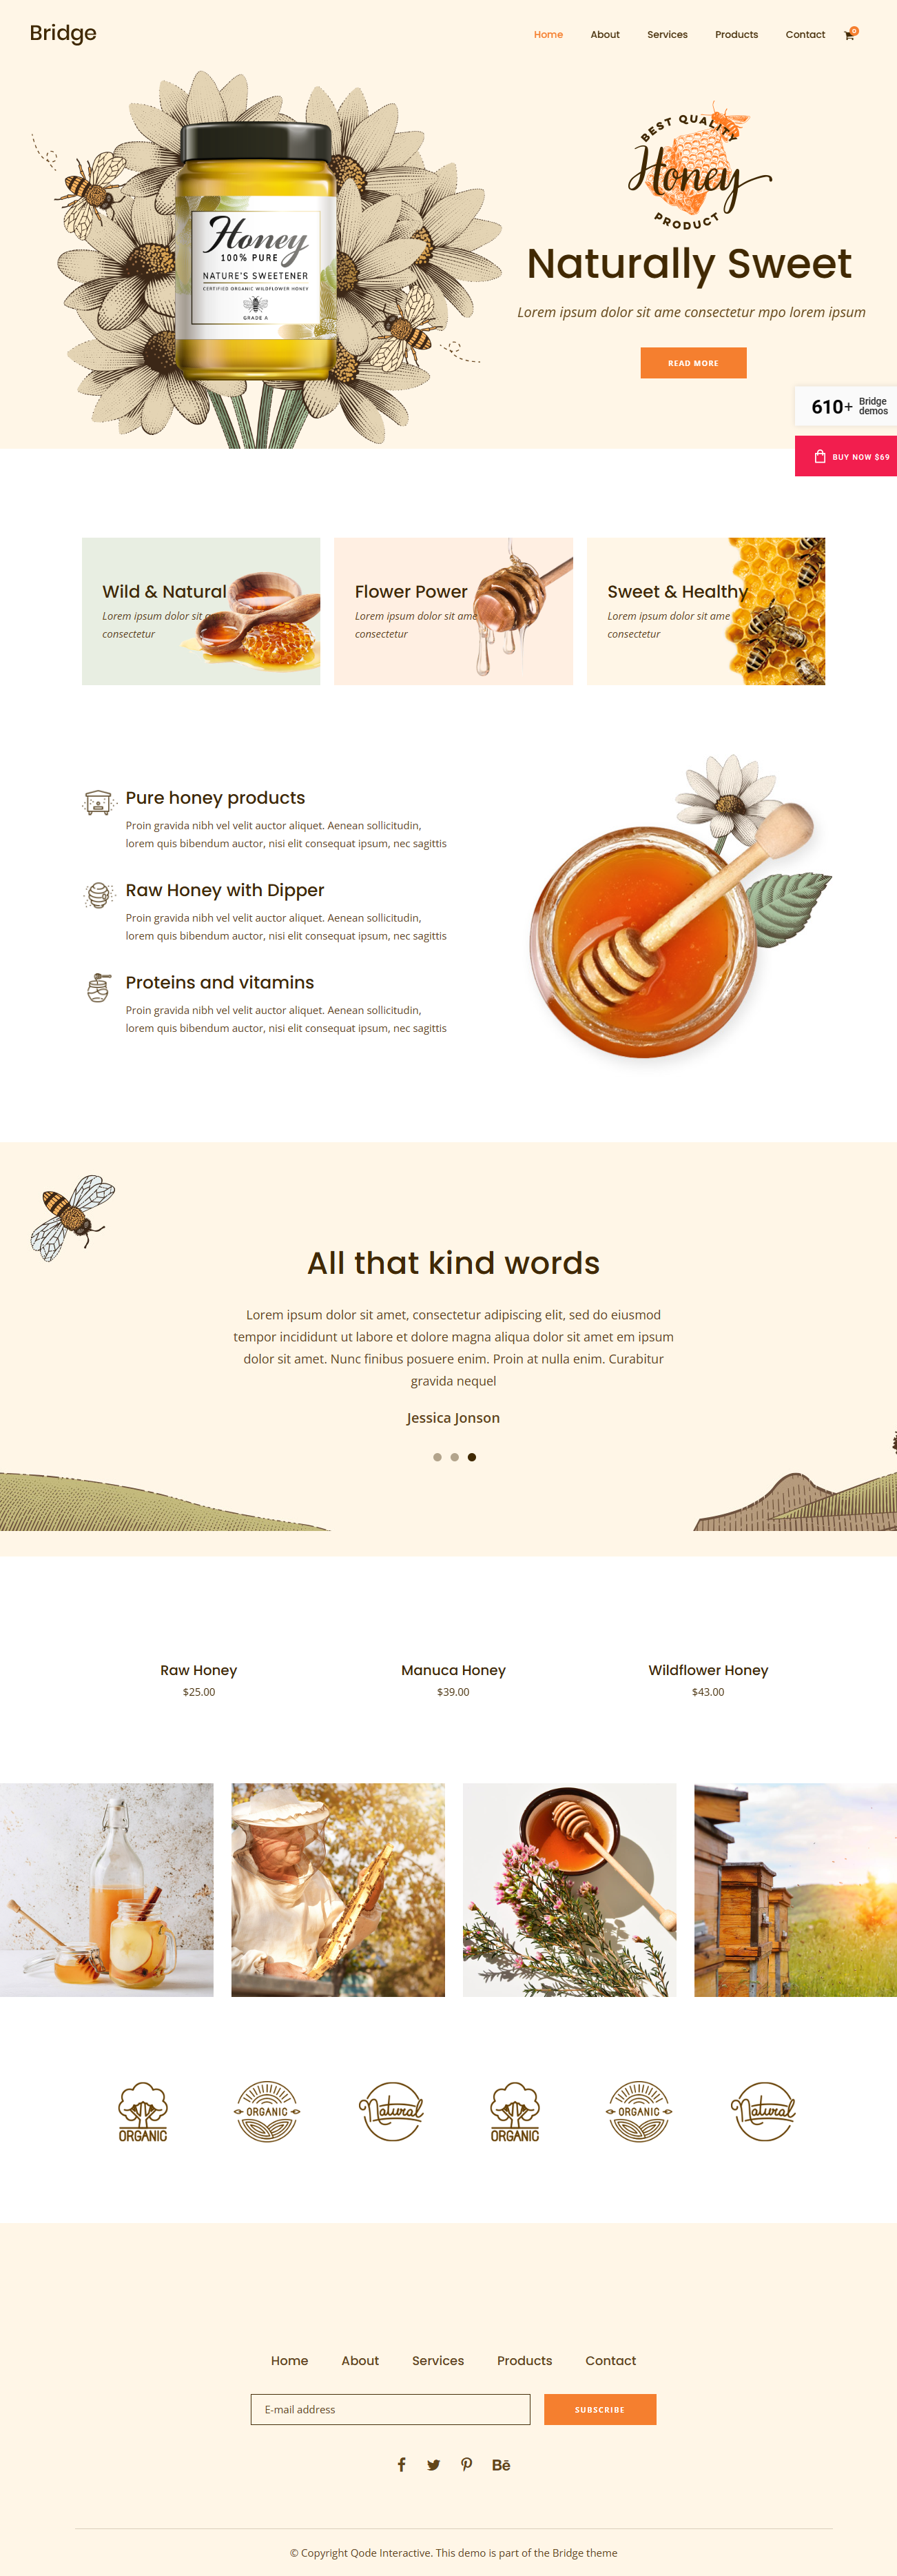 Bridge
Home About Services Products Contact 0
BEST QUALITY
Honey
PRODUCT
Honey
100% PURE
NATURE'S SWEETENER
CERTIFIED ORGANIC WILDFLOWER HONEY
GRADE A
Naturally Sweet
Lorem ipsum dolor sit ame consectetur mpo lorem ipsum
READ MORE
610+ Bridge
demos
BUY NOW $69
Wild & Natural
Lorem ipsum dolor sit
consectetur
Flower Power
Lorem ipsum dolor sit ame
consectetur
Sweet & Healthy
Lorem ipsum dolor sit ame
consectetur
Pure honey products
Proin gravida nibh vel velit auctor aliquet. Aenean sollicitudin,
lorem quis bibendum auctor, nisi elit consequat ipsum, nec sagittis
Raw Honey with Dipper
Proin gravida nibh vel velit auctor aliquet. Aenean sollicitudin,
lorem quis bibendum auctor, nisi elit consequat ipsum, nec sagittis
Proteins and vitamins
Proin gravida nibh vel velit auctor aliquet. Aenean sollicitudin,
lorem quis bibendum auctor, nisi elit consequat ipsum, nec sagittis
All that kind words
Lorem ipsum dolor sit amet, consectetur adipiscing elit, sed do eiusmod
tempor incididunt ut labore et dolore magna aliqua dolor sit amet em ipsum
dolor sit amet. Nunc finibus posuere enim. Proin at nulla enim. Curabitur
gravida nequel
Jessica Jonson
Raw Honey
$25.00
Manuca Honey
$39.00
Wildflower Honey
$43.00
ORGANIC
ORGANIC
Natural
ORGANIC
ORGANIC
Natural
Home About Services Products Contact
E-mail address
SUBSCRIBE
Bē
© Copyright Qode Interactive. This demo is part of the Bridge theme